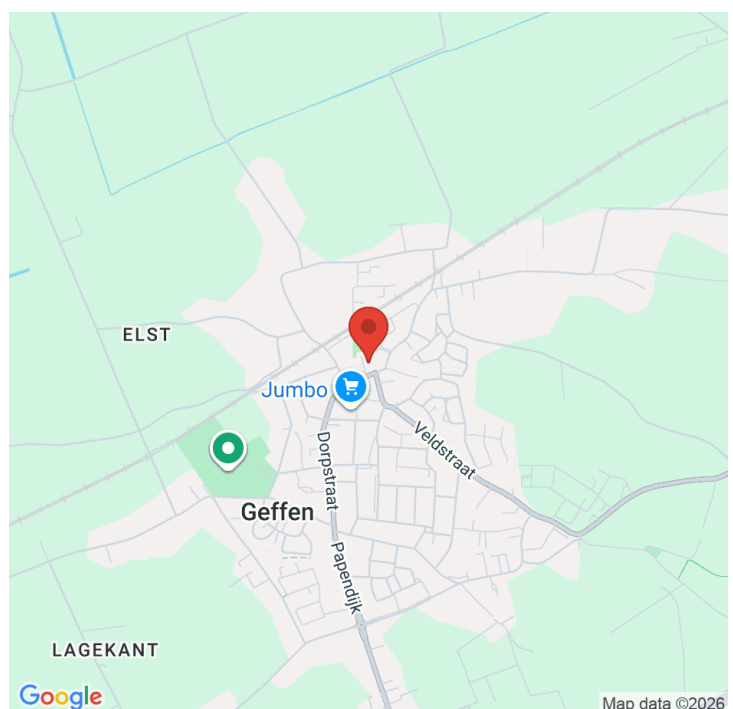 ELST
Jumbo
Veldstraat
Dorpstraat
Geffen
Papendijk
LAGEKANT
Google
Map data ©2026